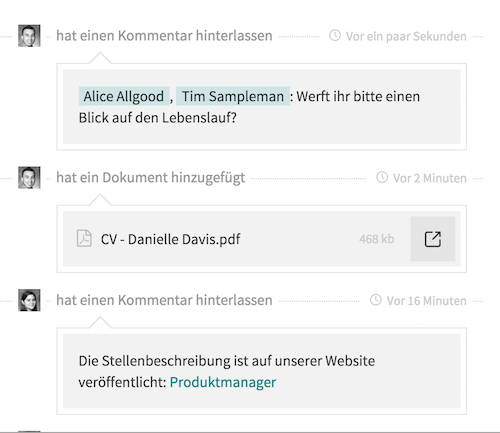 hat einen Kommentar hinterlassen Vor ein paar Sekunden
Alice Allgood , Tim Sampleman : Werft ihr bitte einen
Blick auf den Lebenslauf?
hat ein Dokument hinzugefügt Vor 2 Minuten
CV - Danielle Davis.pdf 468 kb
hat einen Kommentar hinterlassen Vor 16 Minuten
Die Stellenbeschreibung ist auf unserer Website
veröffentlicht: Produktmanager